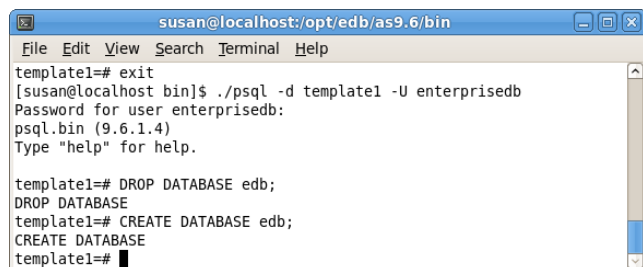 susan@localhost:/opt/edb/as9.6/bin
File Edit View Search Terminal Help
template1=# exit
[susan@localhost bin]$ ./psql -d template1 -U enterprisedb
Password for user enterprisedb:
psql.bin (9.6.1.4)
Type "help" for help.
template1=# DROP DATABASE edb;
DROP DATABASE
template1=# CREATE DATABASE edb;
CREATE DATABASE
template1=#